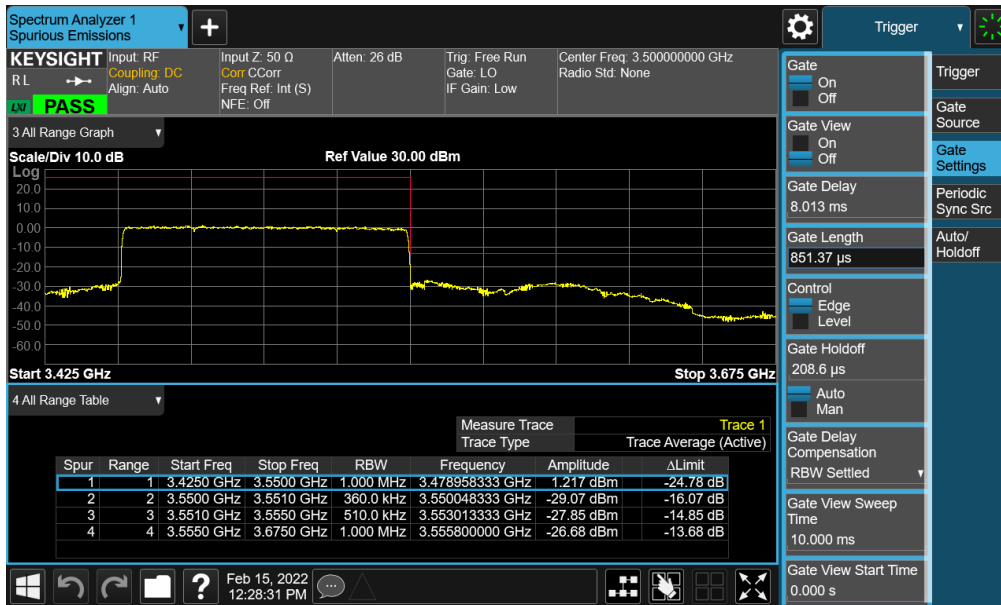 Spectrum Analyzer 1
Spurious Emissions
Trigger
KEYSIGHT
RL
LXI PASS
Input: RF
Coupling: DC
Align: Auto
Input Z: 50 Ω
Corr CCorr
Freq Ref: Int (S)
NFE: Off
Atten: 26 dB
Trig: Free Run
Gate: LO
IF Gain: Low
Center Freq: 3.500000000 GHz
Radio Std: None
3 All Range Graph
Scale/Div 10.0 dB
Ref Value 30.00 dBm
Log
20.0
10.0
0.00
-10.0
-20.0
-30.0
-40.0
-50.0
-60.0
Start 3.425 GHz
Stop 3.675 GHz
4 All Range Table
Measure Trace Trace 1
Trace Type Trace Average (Active)
Spur Range Start Freq Stop Freq RBW Frequency Amplitude ΔLimit
1 1 3.4250 GHz 3.5500 GHz 1.000 MHz 3.478958333 GHz 1.217 dBm -24.78 dB
2 2 3.5500 GHz 3.5510 GHz 360.0 kHz 3.550048333 GHz -29.07 dBm -16.07 dB
3 3 3.5510 GHz 3.5550 GHz 510.0 kHz 3.553013333 GHz -27.85 dBm -14.85 dB
4 4 3.5550 GHz 3.6750 GHz 1.000 MHz 3.555800000 GHz -26.68 dBm -13.68 dB
?
Feb 15, 2022
12:28:31 PM
Gate
On
Off
Gate View
On
Off
Gate Delay
8.013 ms
Gate Length
851.37 µs
Control
Edge
Level
Gate Holdoff
208.6 µs
Auto
Man
Gate Delay
Compensation
RBW Settled
Gate View Sweep
Time
10.000 ms
Gate View Start Time
0.000 s
Trigger
Gate
Source
Gate
Settings
Periodic
Sync Src
Auto/
Holdoff